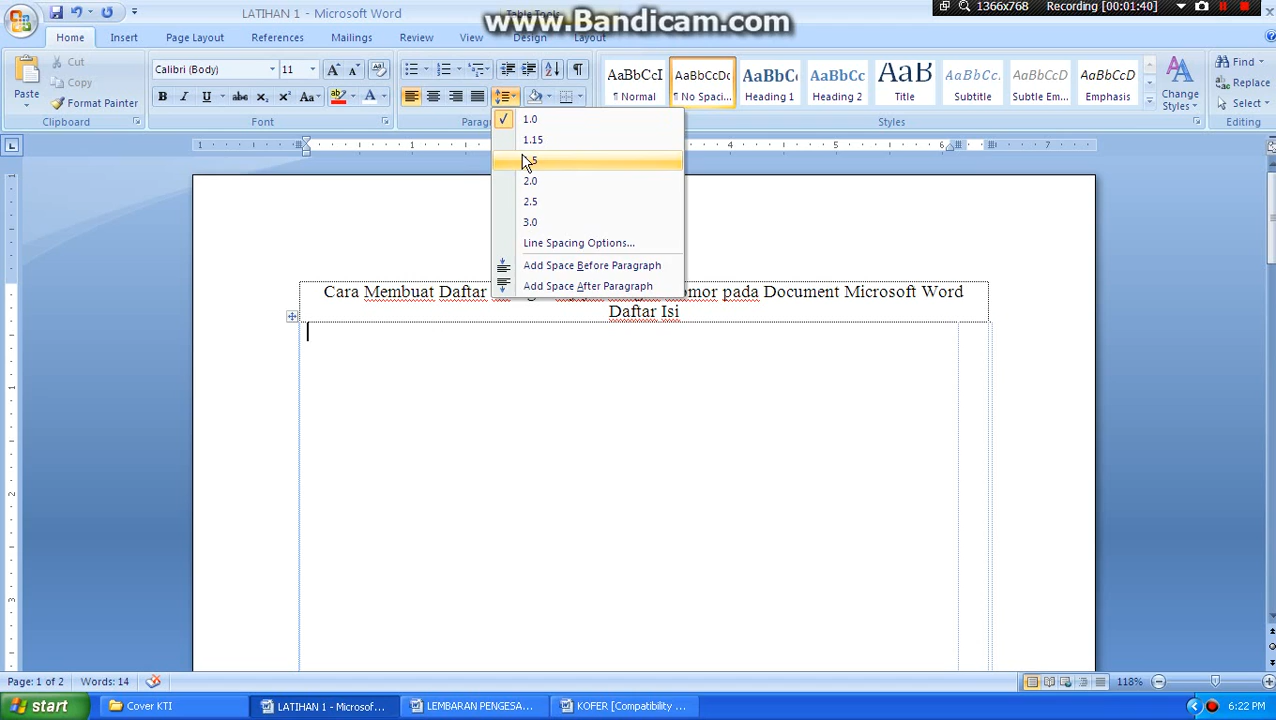 LATIHAN 1 - Microsoft Word
www.Bandicam.com
1366x768
Recording [00:01:40]
Home
Insert
Page Layout
References
Mailings
Review
View
Design
Layout
Paste
Cut
Copy
Format Painter
Clipboard
Calibri (Body)
11
Font
AaBbCcI
¶ Normal
AaBbCcDc
¶ No Spaci...
AaBbC
Heading 1
AaBbCc
Heading 2
AaB
Title
AaBbCc
Subtitle
AaBbCcDc
Subtle Em...
AaBbCcDc
Emphasis
Change Styles
Styles
Find
Replace
Select
Editing
1.0
1.15
2.0
2.5
3.0
Line Spacing Options...
Add Space Before Paragraph
Add Space After Paragraph
Cara Membuat Daftar
pada Document Microsoft Word
Daftar Isi
Page: 1 of 2
Words: 14
118%
start
Cover KTI
LATIHAN 1 - Microsof...
LEMBARAN PENGESA...
KOFER [Compatibility ...
6:22 PM